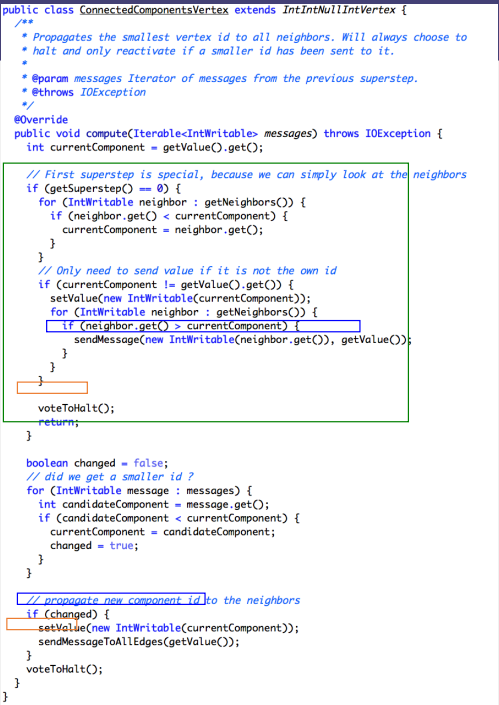 public class ConnectedComponentsVertex extends IntIntNullIntVertex {
/**
* Propagates the smallest vertex id to all neighbors. Will always choose to
* halt and only reactivate if a smaller id has been sent to it.
*
* @param messages Iterator of messages from the previous superstep.
* @throws IOException
*/
@Override
public void compute(Iterable<IntWritable> messages) throws IOException {
int currentComponent = getValue().get();
// First superstep is special, because we can simply look at the neighbors
if (getSuperstep() == 0) {
for (IntWritable neighbor : getNeighbors()) {
if (neighbor.get() < currentComponent) {
currentComponent = neighbor.get();
}
}
// Only need to send value if it is not the own id
if (currentComponent != getValue().get()) {
setValue(new IntWritable(currentComponent));
for (IntWritable neighbor : getNeighbors()) {
if (neighbor.get() > currentComponent) {
sendMessage(new IntWritable(neighbor.get()), getValue());
}
}
}
voteToHalt();
return;
}
boolean changed = false;
// did we get a smaller id ?
for (IntWritable message : messages) {
int candidateComponent = message.get();
if (candidateComponent < currentComponent) {
currentComponent = candidateComponent;
changed = true;
}
}
// propagate new component id to the neighbors
if (changed) {
setValue(new IntWritable(currentComponent));
sendMessageToAllEdges(getValue());
}
voteToHalt();
}
}